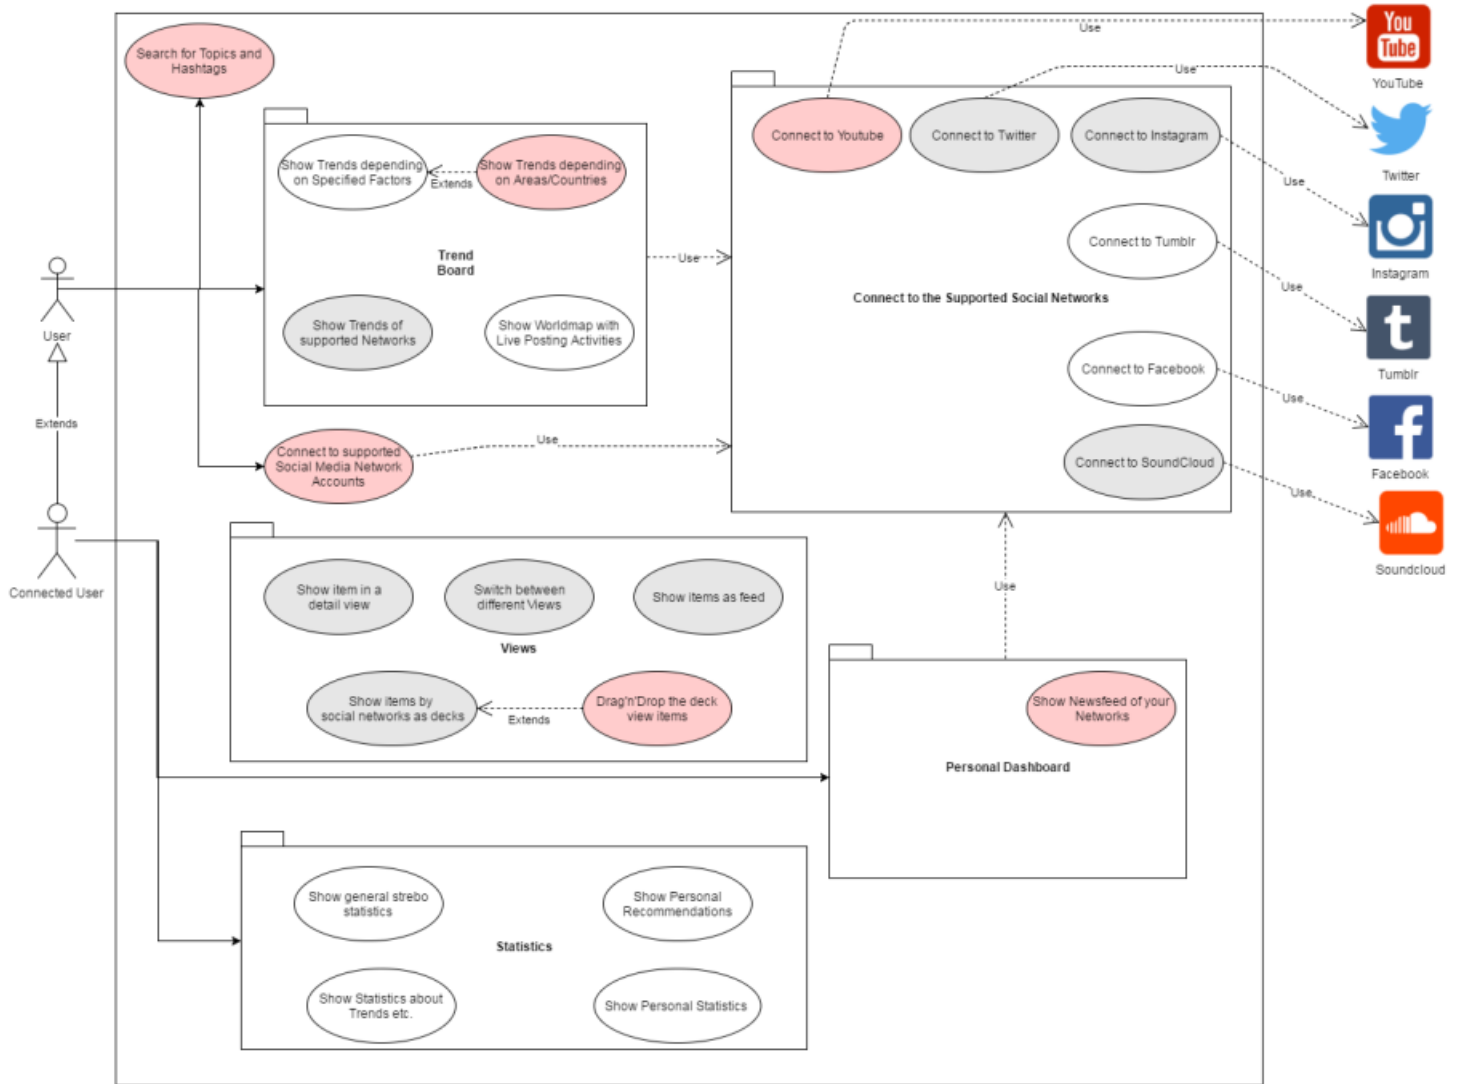 Search for Topics and
Hashtags
Use
You
Tube
YouTube
Use
Connect to Youtube
Connect to Twitter
Connect to Instagram
Twitter
Show Trends depending
on Specified Factors
Extends
Show Trends depending
on Areas/Countries
Use
Connect to Tumblr
Instagram
Trend
Board
Use
Connect to the Supported Social Networks
Use
t
Tumblr
User
Show Trends of
supported Networks
Show Worldmap with
Live Posting Activities
Connect to Facebook
Use
f
Facebook
Extends
Connect to supported
Social Media Network
Accounts
Use
Connect to SoundCloud
Use
Soundcloud
Connected User
Show item in a
detail view
Switch between
different Views
Show items as feed
Use
Views
Show items by
social networks as decks
Extends
Drag'n'Drop the deck
view items
Show Newsfeed of your
Networks
Personal Dashboard
Show general strebo
statistics
Show Personal
Recommendations
Statistics
Show Statistics about
Trends etc.
Show Personal Statistics